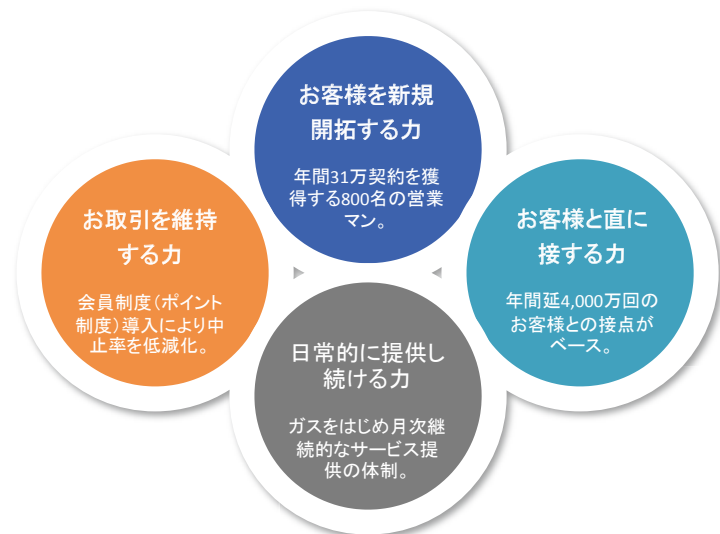 お客様を新規
開拓する力
年間31万契約を獲
得する800名の営業
マン。
お取引を維持
する力
会員制度（ポイント
制度）導入により中
止率を低減化。
お客様と直に
接する力
年間延4,000万回の
お客様との接点が
ベース。
日常的に提供し
続ける力
ガスをはじめ月次継
続的なサービス提
供の体制。